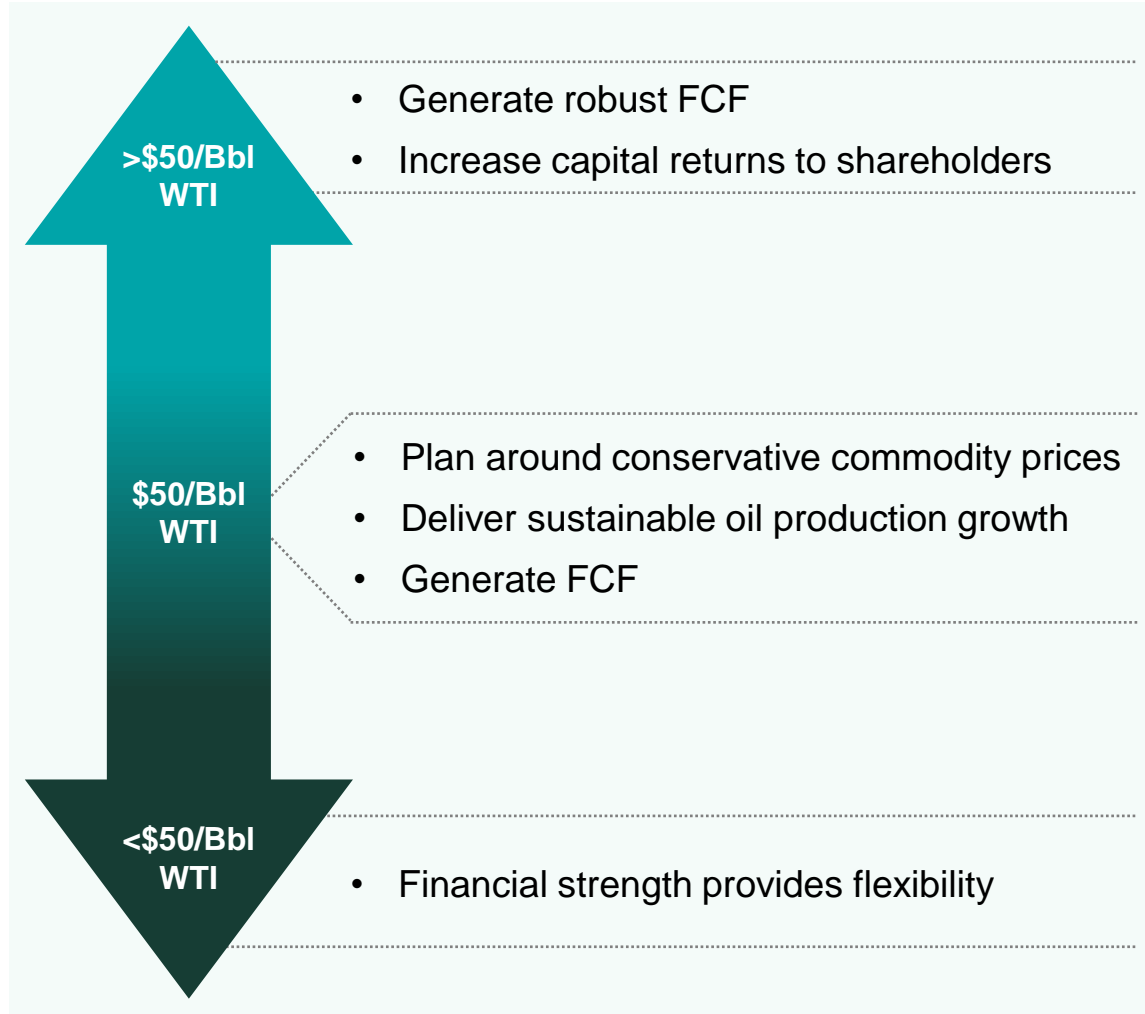 >$50/Bbl
WTI
• Generate robust FCF
• Increase capital returns to shareholders
$50/Bbl
WTI
• Plan around conservative commodity prices
• Deliver sustainable oil production growth
• Generate FCF
<$50/Bbl
WTI
• Financial strength provides flexibility